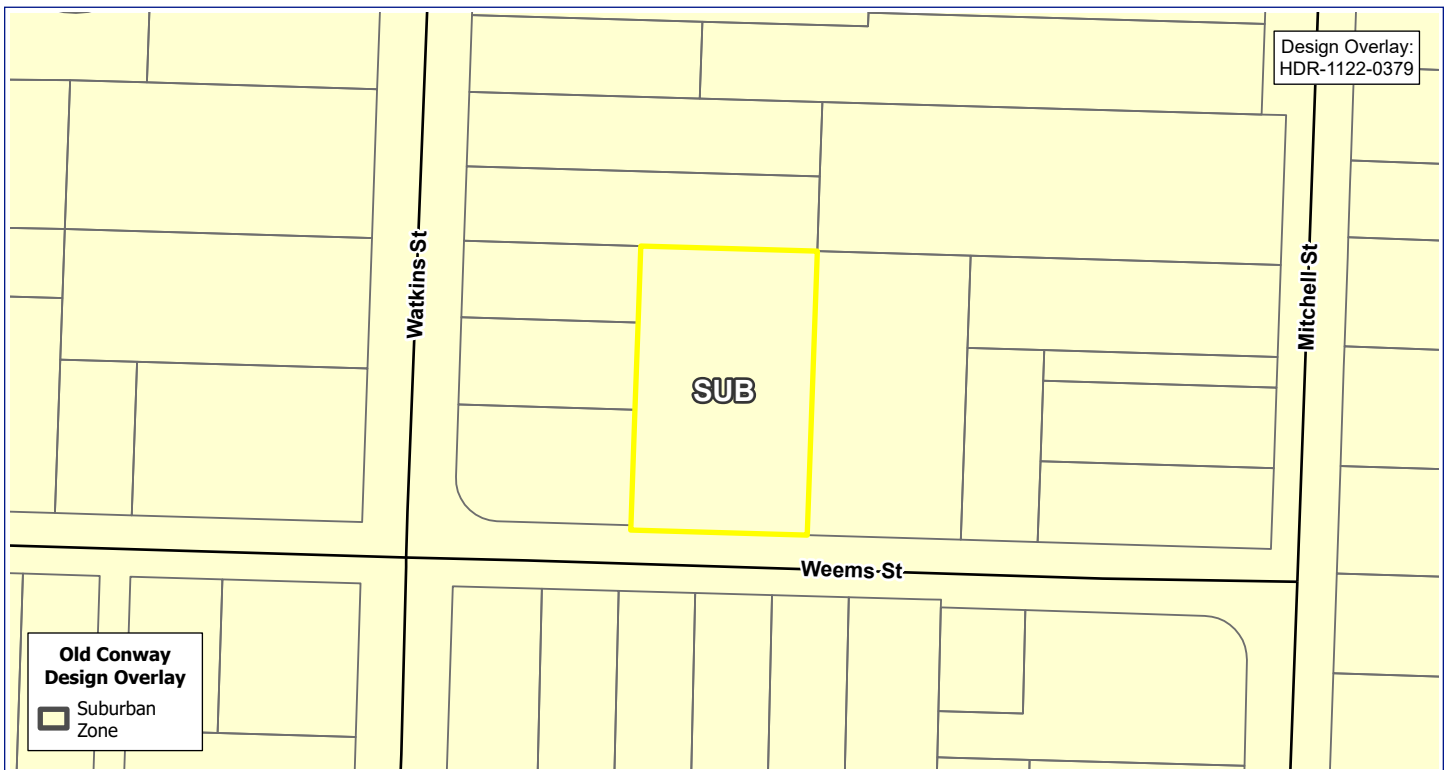 Design Overlay:
HDR-1122-0379
Watkins St
Mitchell St
SUB
Weems St
Old Conway
Design Overlay
Suburban
Zone